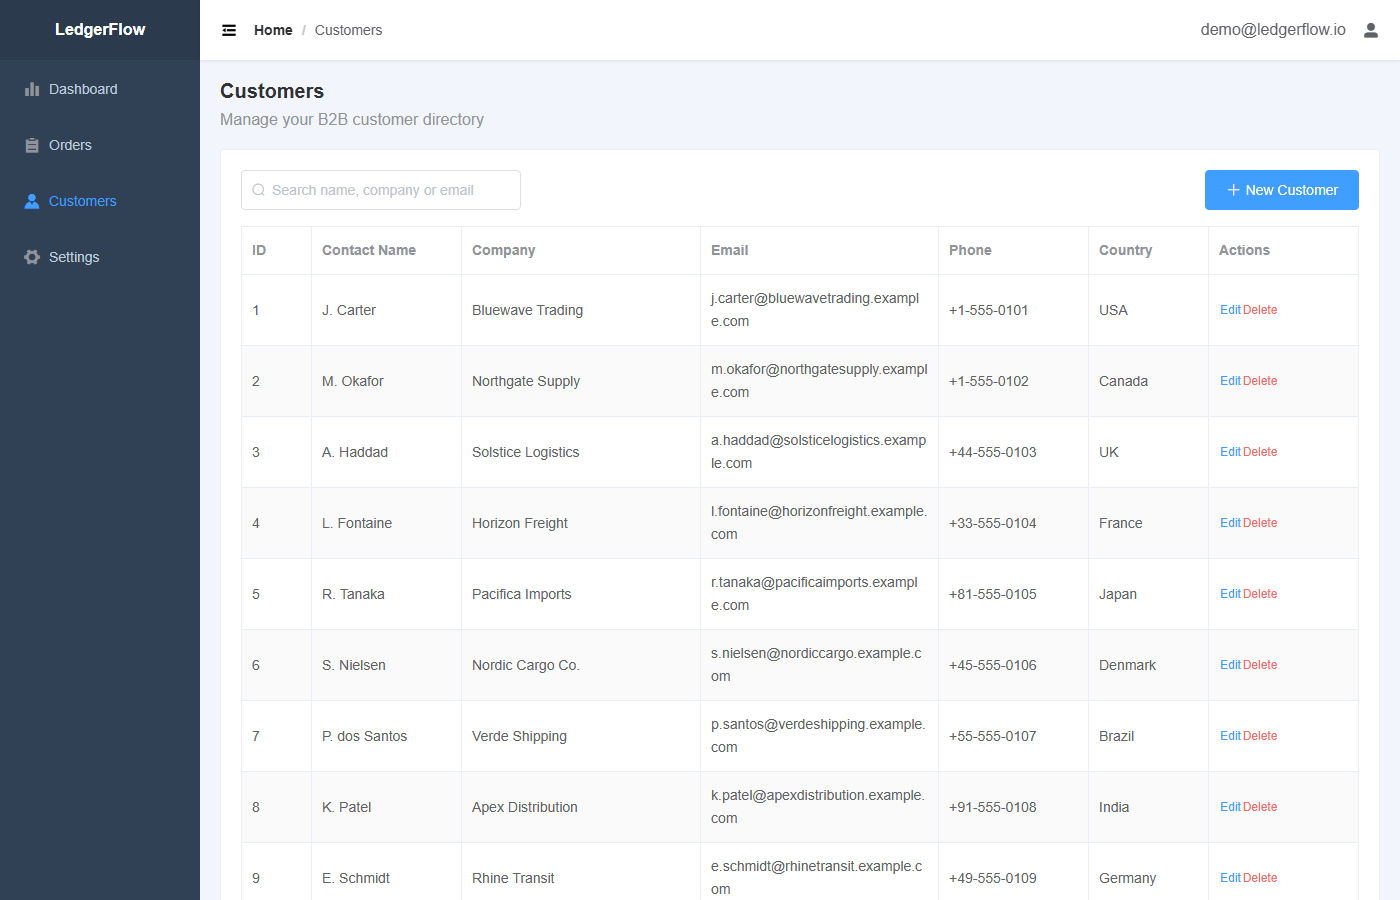 LedgerFlow
Home / Customers
demo@ledgerflow.io
Dashboard
Orders
Customers
Settings
Customers
Manage your B2B customer directory
Search name, company or email
New Customer
ID Contact Name Company Email Phone Country Actions
1 J. Carter Bluewave Trading j.carter@bluewavetrading.exampl
e.com +1-555-0101 USA Edit Delete
2 M. Okafor Northgate Supply m.okafor@northgatesupply.exampl
e.com +1-555-0102 Canada Edit Delete
3 A. Haddad Solstice Logistics a.haddad@solsticelogistics.examp
le.com +44-555-0103 UK Edit Delete
4 L. Fontaine Horizon Freight l.fontaine@horizonfreight.example.
com +33-555-0104 France Edit Delete
5 R. Tanaka Pacifica Imports r.tanaka@pacificaimports.exampl
e.com +81-555-0105 Japan Edit Delete
6 S. Nielsen Nordic Cargo Co. s.nielsen@nordiccargo.example.c
om +45-555-0106 Denmark Edit Delete
7 P. dos Santos Verde Shipping p.santos@verdeshipping.example.
com +55-555-0107 Brazil Edit Delete
8 K. Patel Apex Distribution k.patel@apexdistribution.example.
com +91-555-0108 India Edit Delete
9 E. Schmidt Rhine Transit e.schmidt@rhinetransit.example.c
om +49-555-0109 Germany Edit Delete